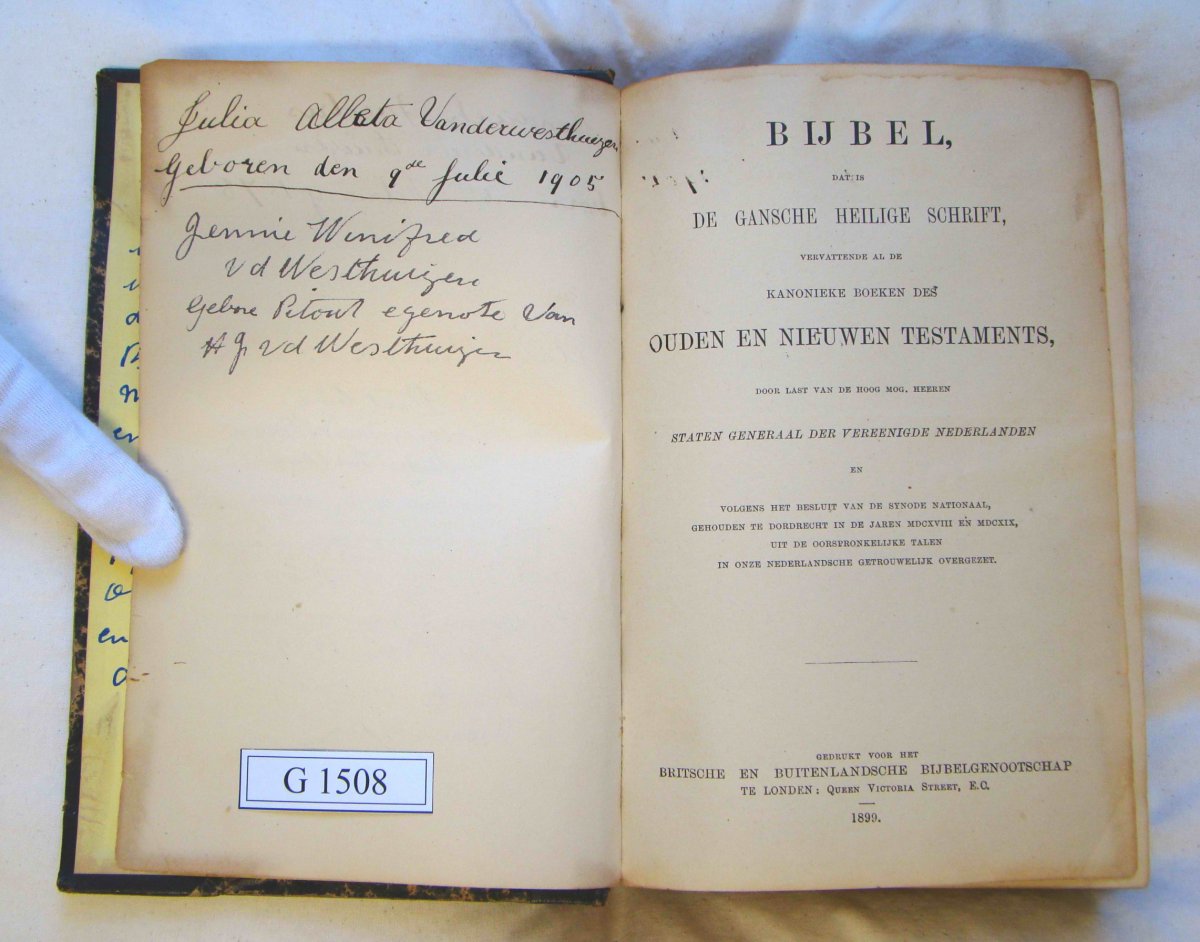 Julia Alleta Vanderwesthuizen
Geboren den 9de Julie 1905
Jennie Winifred
vd Westhuizen
Gebore Pitout egenote Van
H J vd Westhuizen
en
o
en
G 1508
BIJBEL,
DAT IS
DE GANSCHE HEILIGE SCHRIFT,
VERVATTENDE AL DE
KANONIEKE BOEKEN DES
OUDEN EN NIEUWEN TESTAMENTS,
DOOR LAST VAN DE HOOG MOG. HEEREN
STATEN GENERAAL DER VEREENIGDE NEDERLANDEN
EN
VOLGENS HET BESLUIT VAN DE SYNODE NATIONAAL,
GEHOUDEN TE DORDRECHT IN DE JAREN MDCXVIII EN MDCXIX,
UIT DE OORSPRONKELIJKE TALEN
IN ONZE NEDERLANDSCHE GETROUWELIJK OVERGEZET.
GEDRUKT VOOR HET
BRITSCHE EN BUITENLANDSCHE BIJBELGENOOTSCHAP
TE LONDEN: QUEEN VICTORIA STREET, E.C.
1899.